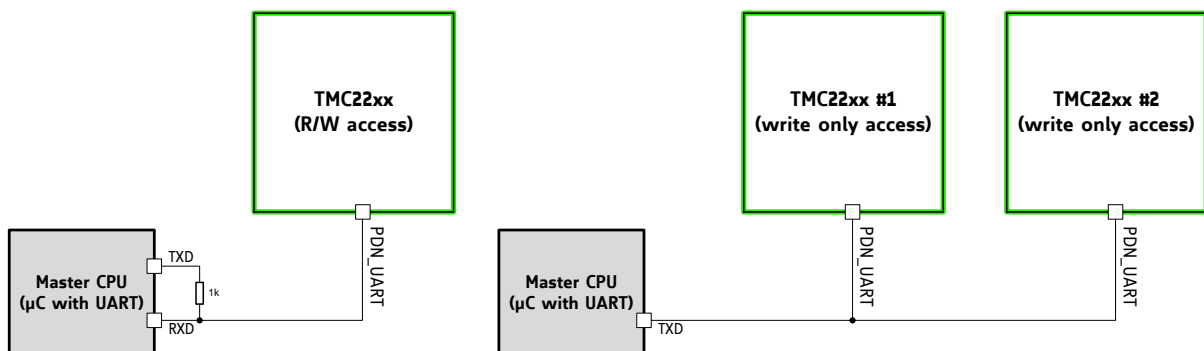 TMC22xx
(R/W access)
PDN_UART
Master CPU
(µC with UART)
TXD
1k
RXD
TMC22xx #1
(write only access)
TMC22xx #2
(write only access)
PDN_UART
PDN_UART
Master CPU
(µC with UART)
TXD